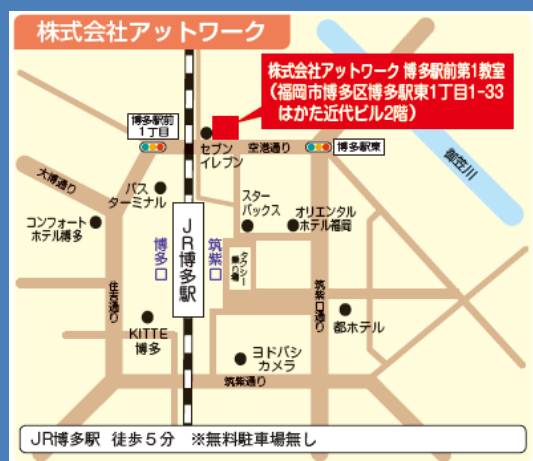 株式会社アットワーク
株式会社アットワーク 博多駅前第1教室
(福岡市博多区博多駅東1丁目1-33
はかた近代ビル2階)
博多駅前
1丁目
セブン
イレブン
空港通り
博多駅東
御笠川
大博通り
バス
ターミナル
スター
バックス
オリエンタル
ホテル福岡
コンフォート
ホテル博多
博多口
JR博多駅
筑紫口
タクシー
乗り場
住吉通り
筑紫口通り
KITTE
博多
都ホテル
ヨドバシ
カメラ
筑紫通り
JR博多駅 徒歩5分 ※無料駐車場無し